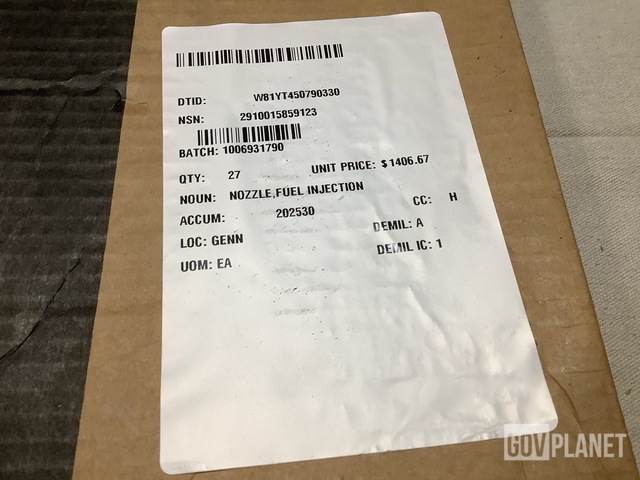 DTID: W81YT450790330
NSN: 2910015859123
BATCH: 1006931790
QTY: 27 UNIT PRICE: $1406.67
NOUN: NOZZLE,FUEL INJECTION
ACCUM: 202530 CC: H
LOC: GENN DEMIL: A
UOM: EA DEMIL IC: 1
GOVPLANET